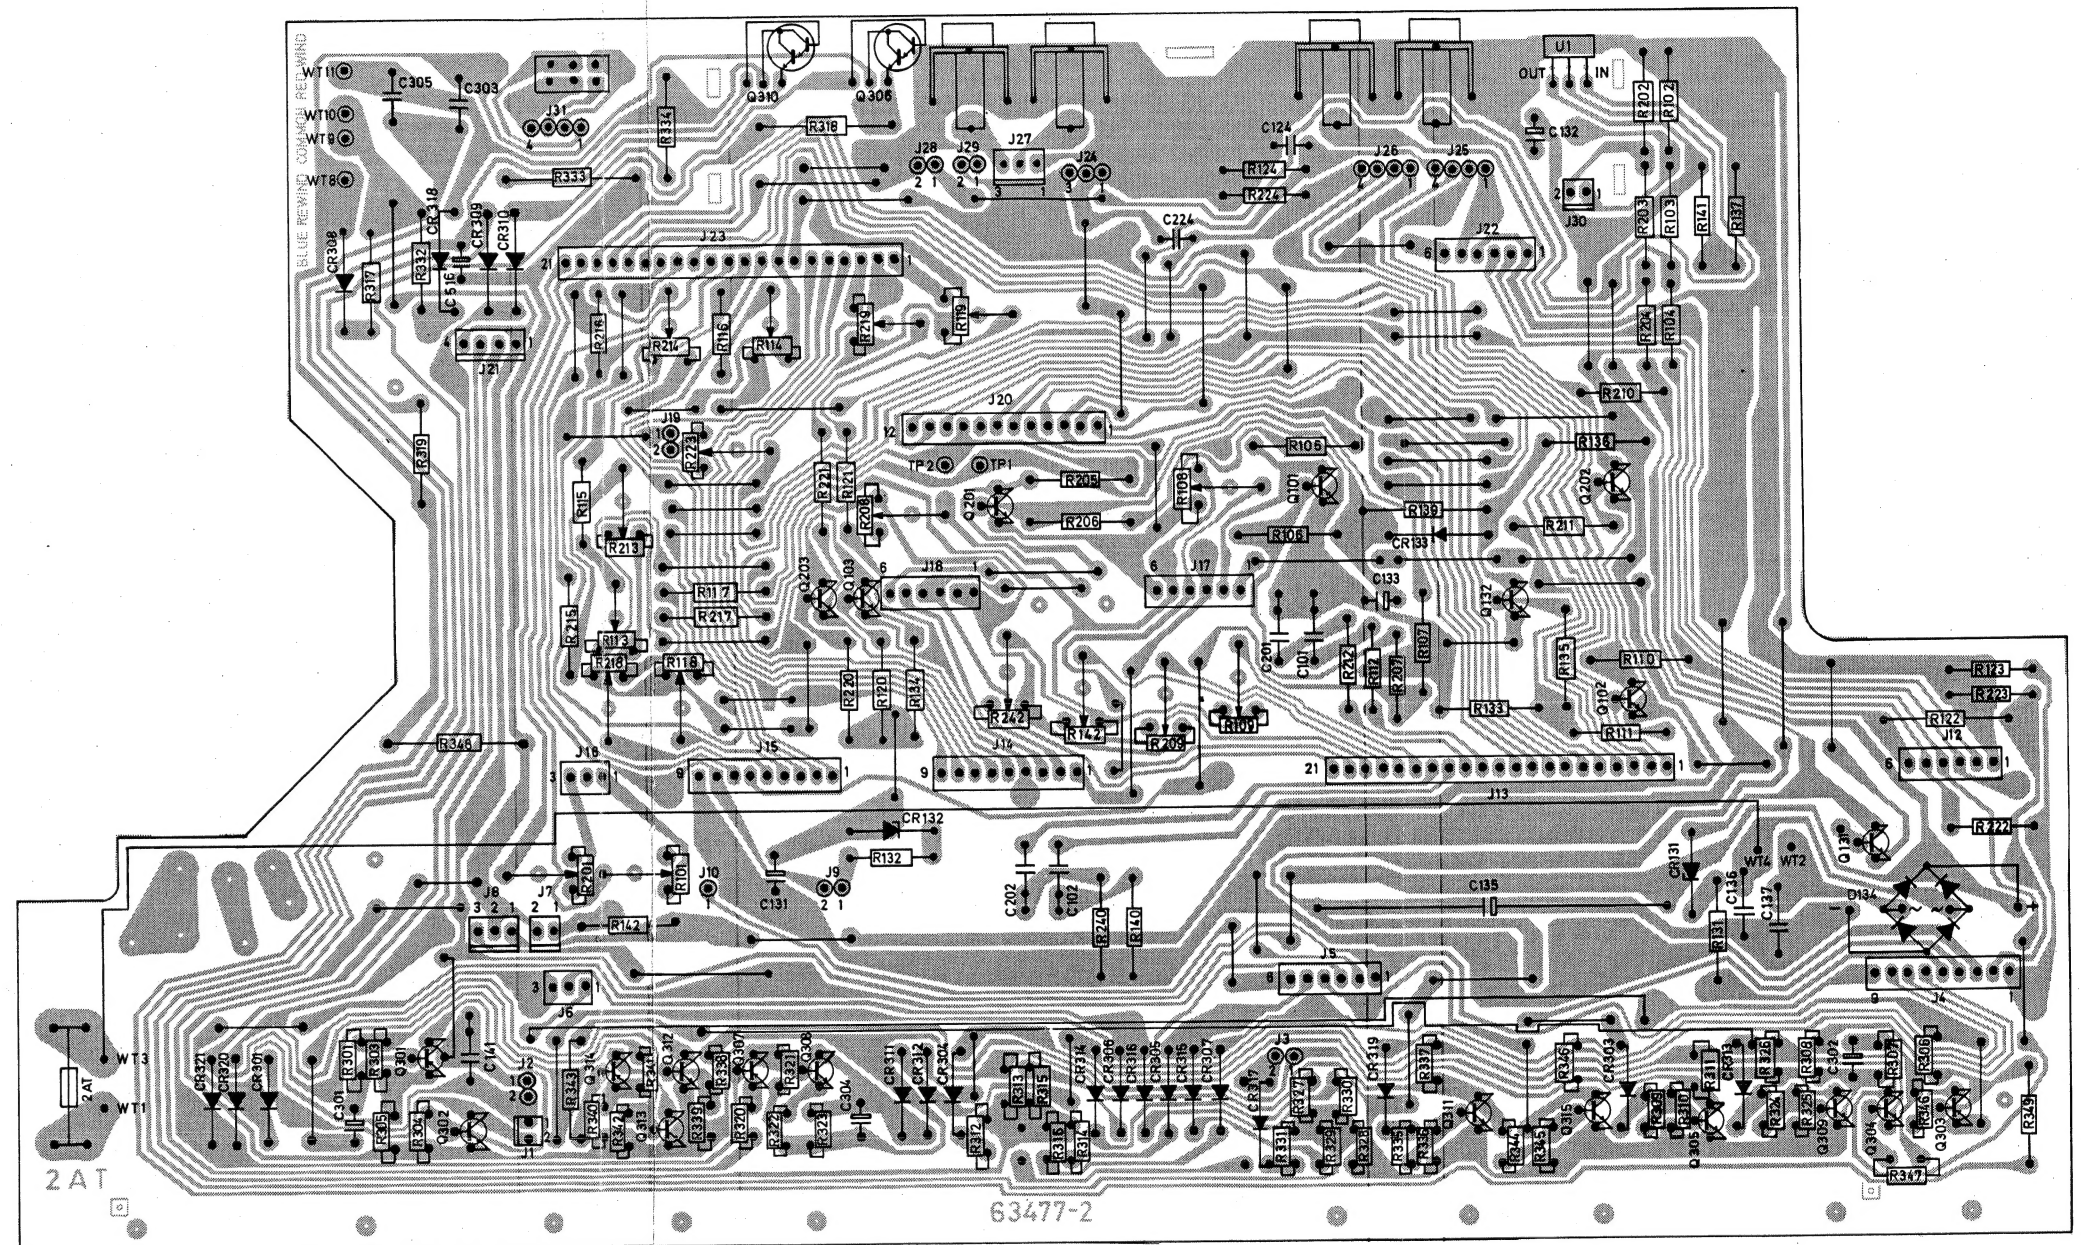 BLUE REWIND COMMON RED WIND
WT11
WT10
WT9
WT8
C305
C303
J31
4 1
R334
Q310
Q306
R318
R333
J28
2 1
J29
2 1
J27
3 1
J24
3 1
C124
R124
R224
C224
J26
4 1
J25
4 1
U1
OUT IN
C132
R202
R102
2 1
J30
R203
R103
R141
R137
CR308
R317
R332
CR318
C516
CR309
CR310
J23
21 1
J22
6 1
4 1
J21
R216
R214
R116
R114
R219
R119
R204
R104
R210
R319
J19
1
2
R223
J20
12 1
TP2
TP1
R221
R121
R208
Q201
R205
R206
R108
R105
Q101
R106
R139
CR133
R136
Q202
R211
R115
R213
R215
R113
R218
R118
R117
R217
Q203
Q103
J18
6 1
J17
6 1
C133
Q132
C201
C101
R212
R112
R207
R107
R135
R110
Q102
R133
R111
R220
R120
R134
R242
R142
R209
R109
R123
R223
R122
J12
6 1
R348
J16
3 1
J15
9 1
J14
9 1
21 1
J13
CR132
R132
R222
Q131
CR131
WT4
WT2
D134
- ~ ~ +
R201
R101
J10
1
C131
J9
2 1
C202
C102
R240
R140
C135
R131
C136
C137
J8
3 2 1
J7
2 1
R142
J5
6 1
9 1
J4
3 1
J6
WT3
2AT
WT1
CR321
CR320
CR301
R301
R303
Q301
C141
C301
R305
R304
Q302
J2
1
2
J1
R343
Q314
R341
Q312
R338
Q307
R321
Q308
R340
R342
Q313
R339
R320
R322
R323
C304
CR311
CR312
CR304
R312
R313
R315
R316
R314
CR314
CR306
CR316
CR305
CR315
CR307
J3
CR317
R327
R330
CR319
R337
R331
R329
R328
R335
R336
Q311
R344
R345
Q315
R346
CR303
R309
R310
R311
Q305
CR313
R326
R308
R324
R325
Q309
C302
R307
R306
Q304
R346
Q303
R347
R349
2AT
63477-2